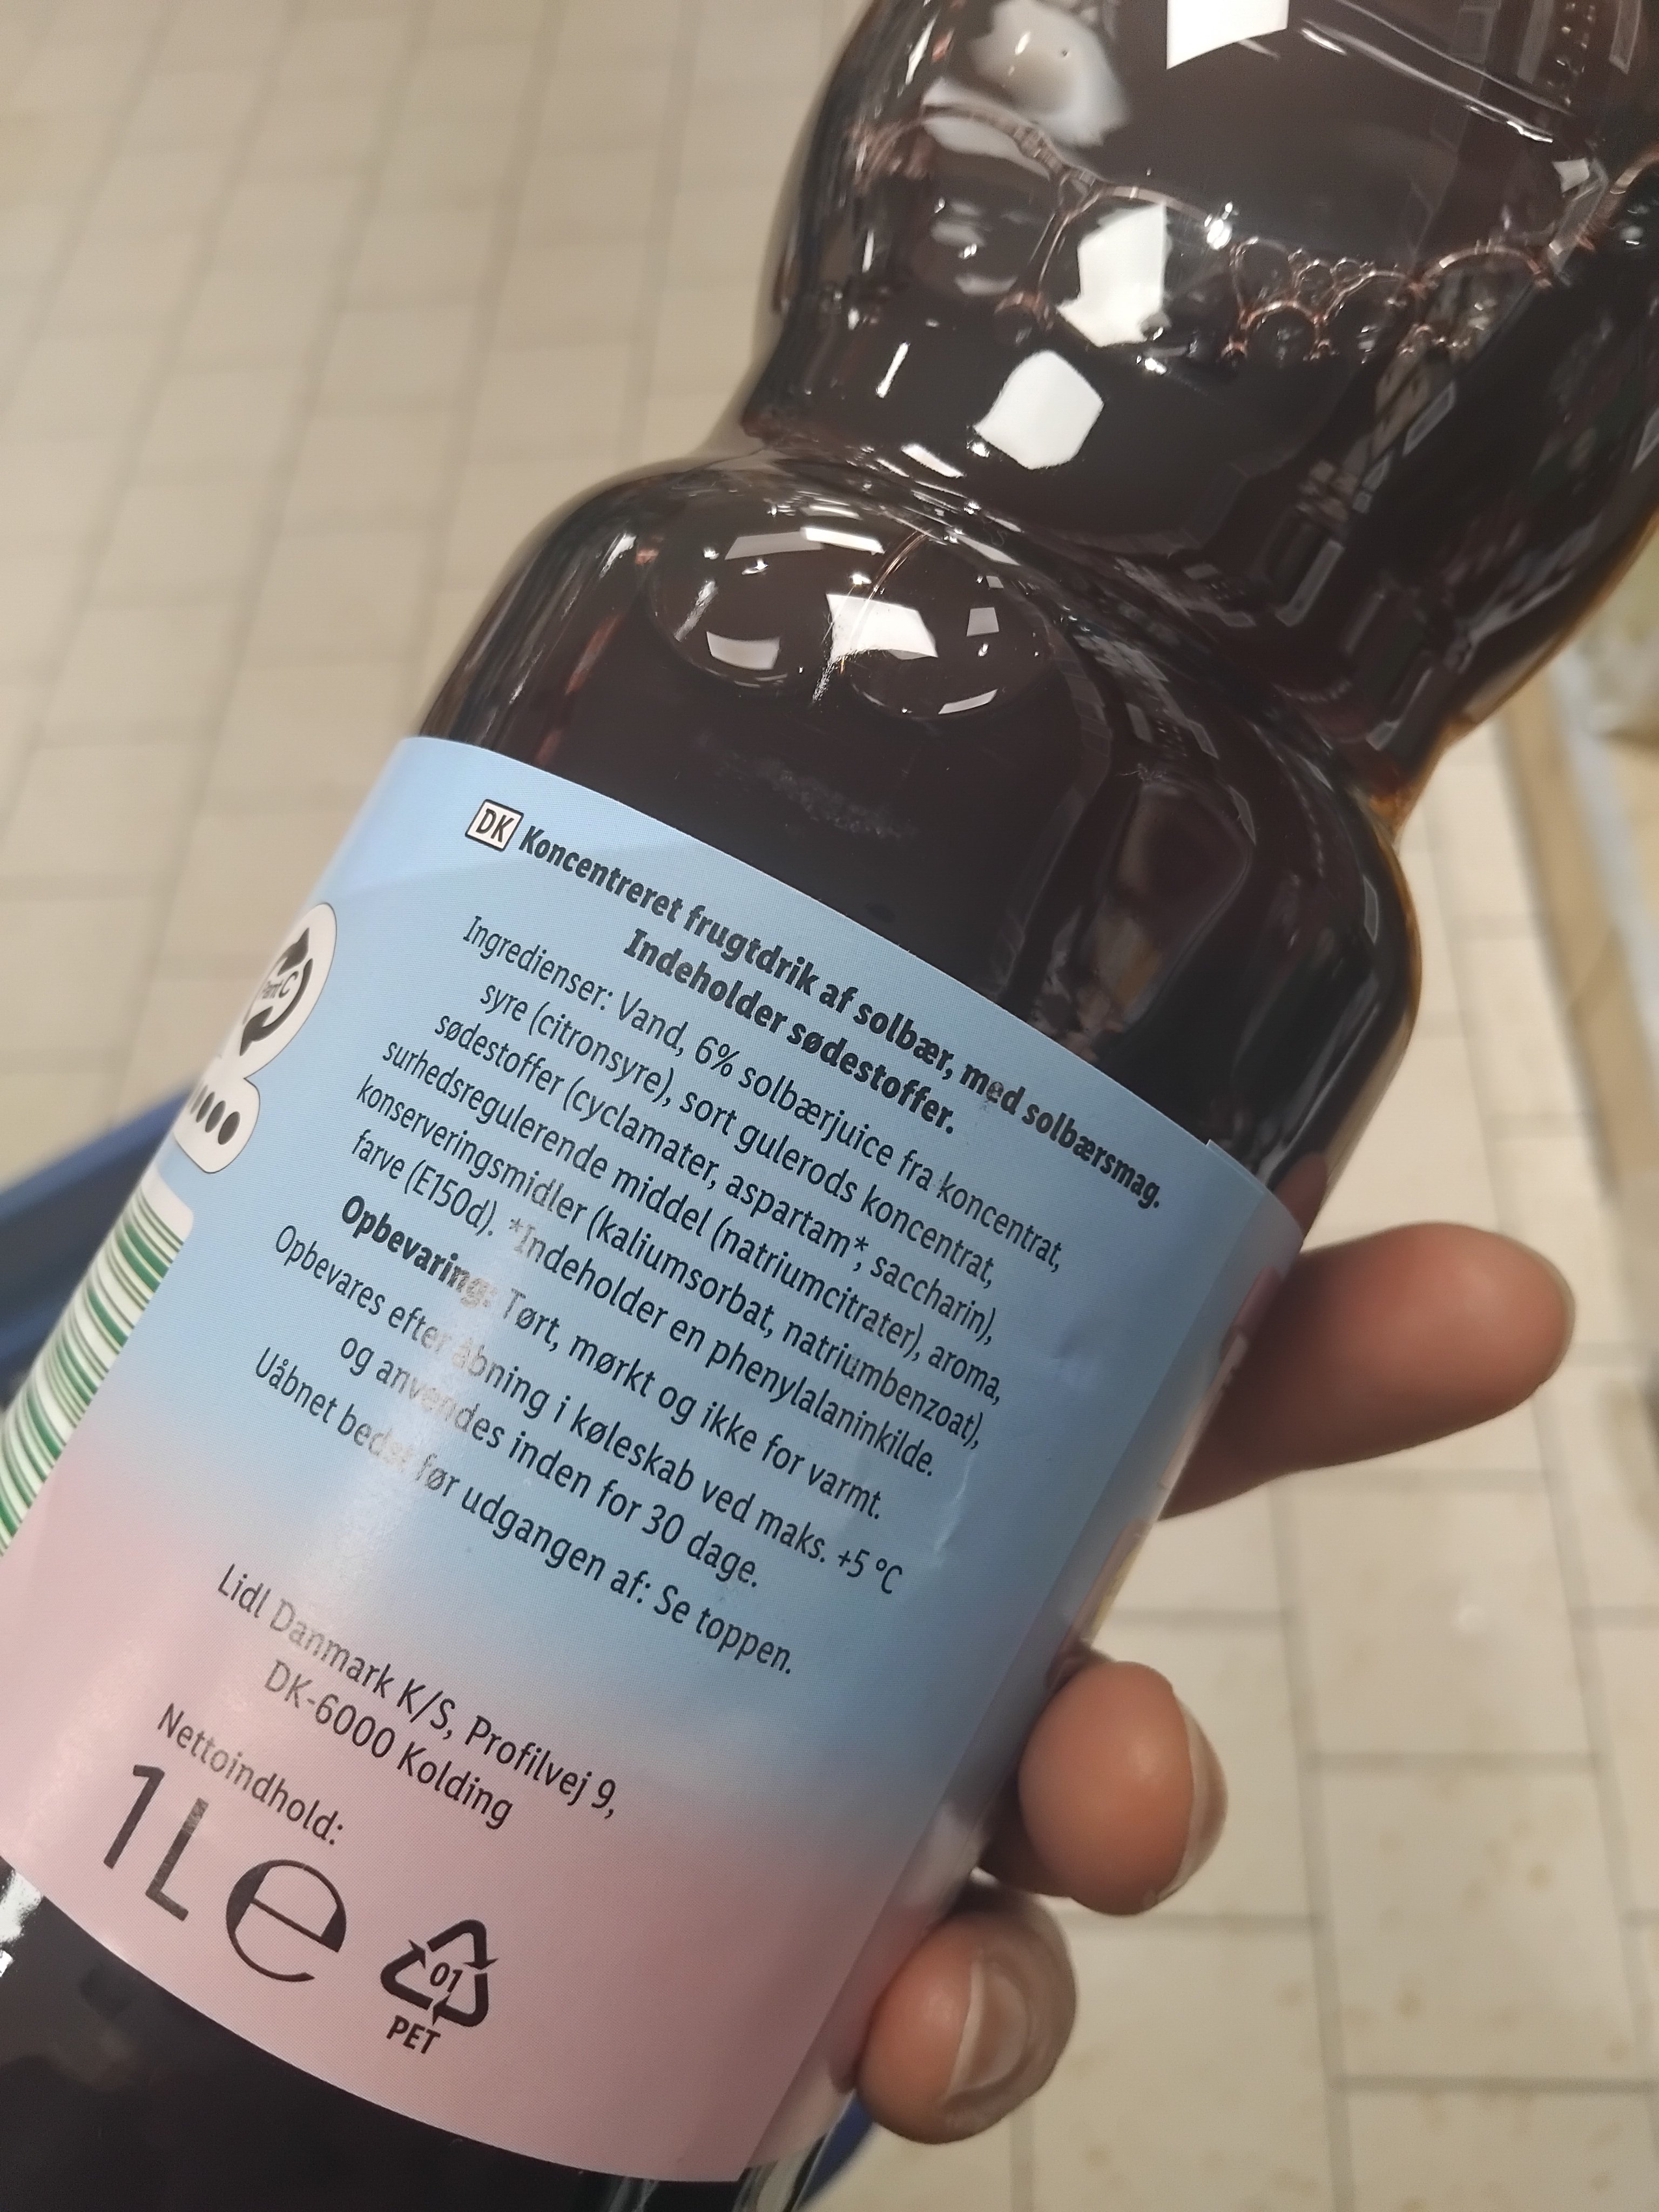 DK Koncentreret frugtdrik af solbær, med solbærsmag.
Indeholder sødestoffer.
Ingredienser: Vand, 6% solbærjuice fra koncentrat,
syre (citronsyre), sort gulerods koncentrat,
sødestoffer (cyclamater, aspartam*, saccharin),
surhedsregulerende middel (natriumcitrater), aroma,
konserveringsmidler (kaliumsorbat, natriumbenzoat),
farve (E150d). *Indeholder en phenylalaninkilde.
Opbevaring: Tørt, mørkt og ikke for varmt.
Opbevares efter åbning i køleskab ved maks. +5 °C
og anvendes inden for 30 dage.
Uåbnet bedst før udgangen af: Se toppen.
Lidl Danmark K/S, Profilvej 9,
DK-6000 Kolding
Nettoindhold:
1L e
01
PET